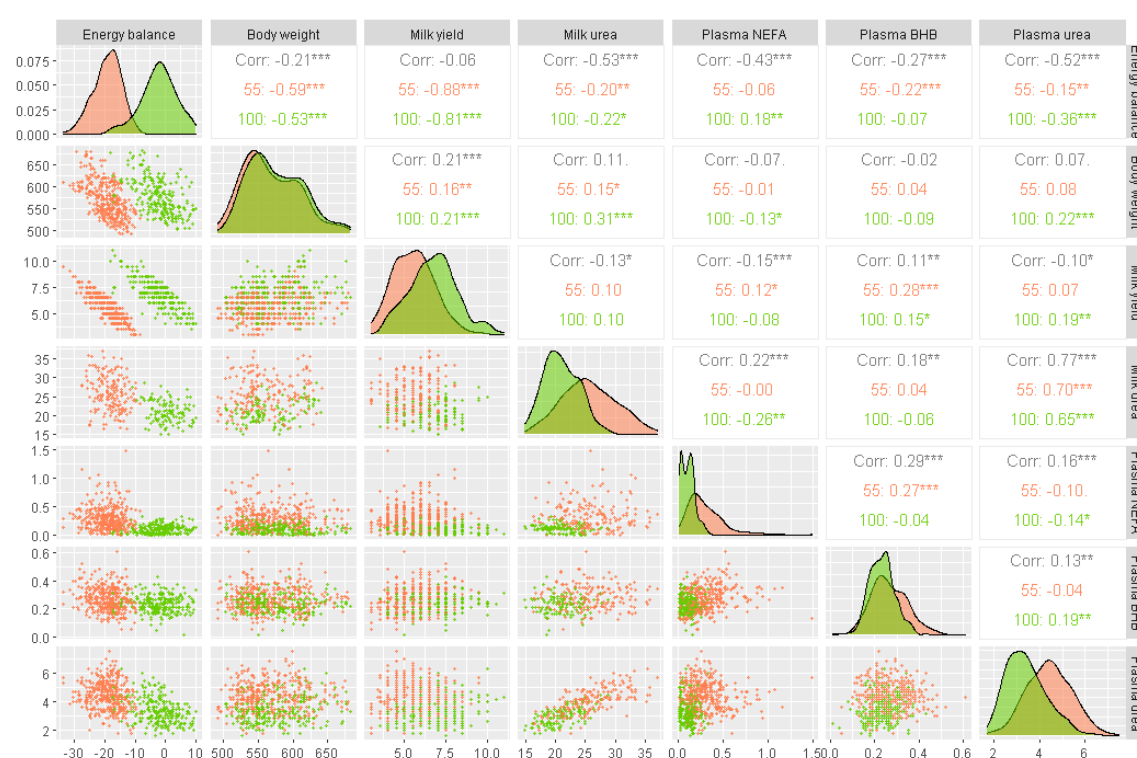 Energy balance Body weight Milk yield Milk urea Plasma NEFA Plasma BHB Plasma urea
0.075 Corr: -0.21*** Corr: -0.06 Corr: -0.53*** Corr: -0.43*** Corr: -0.27*** Corr: -0.52*** Energy balance
0.050 55: -0.59*** 55: -0.88*** 55: -0.20** 55: -0.06 55: -0.22*** 55: -0.15**
0.025 100: -0.53*** 100: -0.81*** 100: -0.22* 100: 0.18** 100: -0.07 100: -0.36***
0.000
650 Corr: 0.21*** Corr: 0.11. Corr: -0.07. Corr: -0.02 Corr: 0.07. Body weight
600 55: 0.16** 55: 0.15* 55: -0.01 55: 0.04 55: 0.08
550 100: 0.21*** 100: 0.31*** 100: -0.13* 100: -0.09 100: 0.22***
500
10.0 Corr: -0.13* Corr: -0.15*** Corr: 0.11** Corr: -0.10* Milk yield
7.5 55: 0.10 55: 0.12* 55: 0.28*** 55: 0.07
5.0 100: 0.10 100: -0.08 100: 0.15* 100: 0.19**
35 Corr: 0.22*** Corr: 0.18** Corr: 0.77*** Milk urea
30
25 55: -0.00 55: 0.04 55: 0.70***
20 100: -0.26** 100: -0.06 100: 0.65***
15
1.5 Corr: 0.29*** Corr: 0.16*** Plasma NEFA
1.0 55: 0.27*** 55: -0.10.
0.5 100: -0.04 100: -0.14*
0.0
0.6 Corr: 0.13** Plasma BHB
0.4 55: -0.04
0.2 100: 0.19**
0.0
6 Plasma urea
4
2
-30 -20 -10 0 10 500 550 600 650 5.0 7.5 10.0 15 20 25 30 35 0.0 0.5 1.0 1.5 0.0 0.2 0.4 0.6 2 4 6